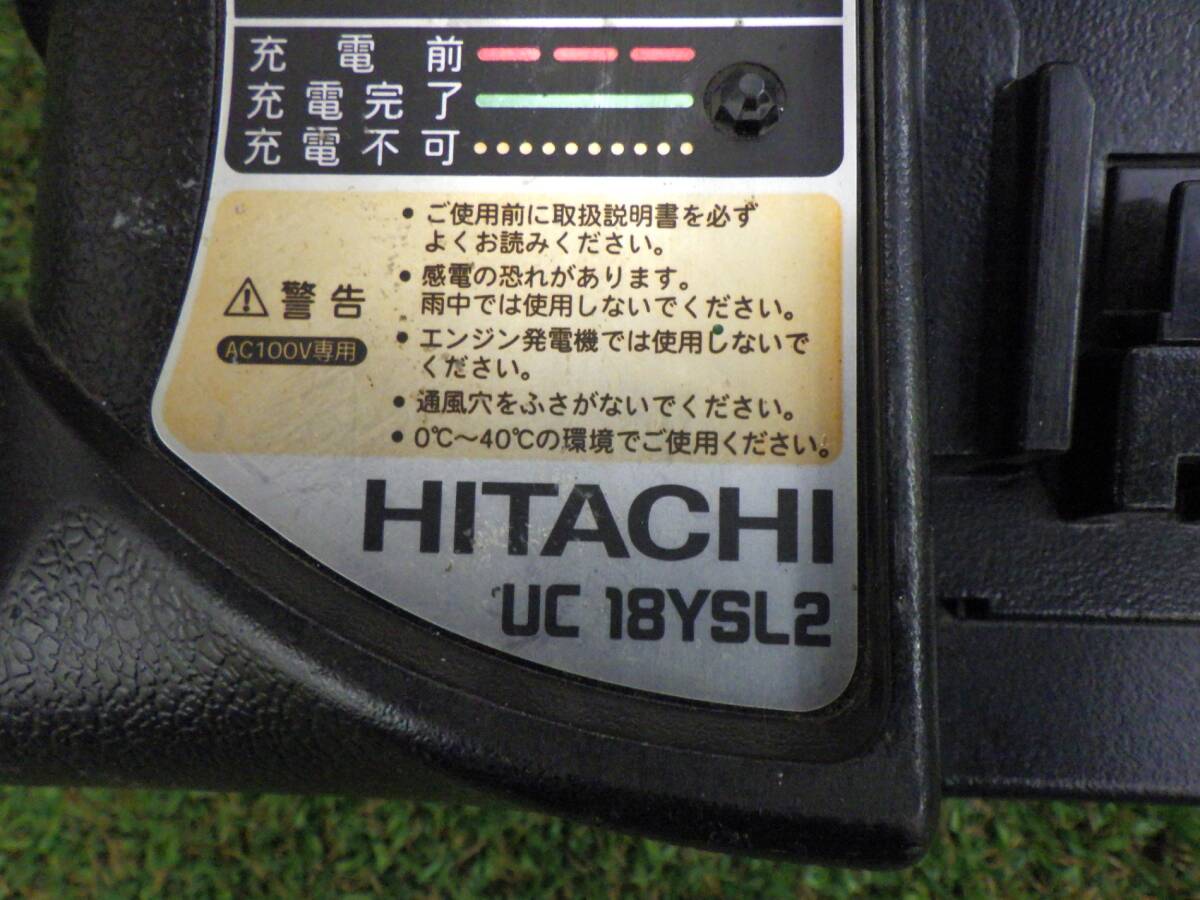 充電前
充電完了
充電不可
⚠警告
AC100V専用
• ご使用前に取扱説明書を必ず
よくお読みください。
• 感電の恐れがあります。
雨中では使用しないでください。
• エンジン発電機では使用しないで
ください。
• 通風穴をふさがないでください。
• 0℃〜40℃の環境でご使用ください。
HITACHI
UC 18YSL2